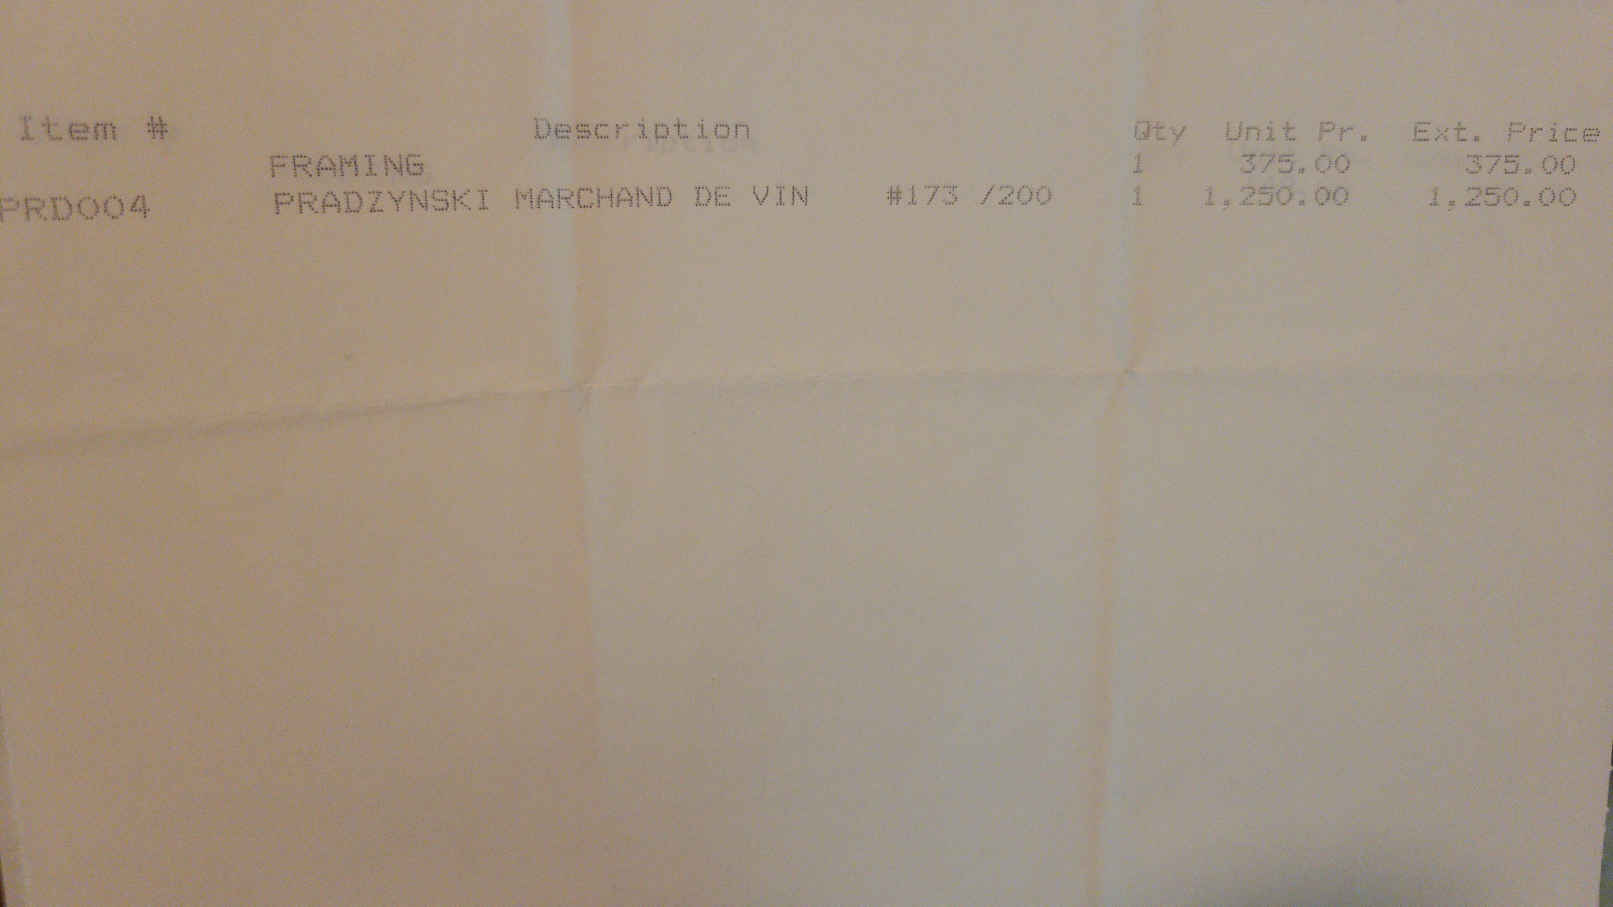 Item # Description Qty Unit Pr. Ext. Price
FRAMING 1 375.00 375.00
PRD004 PRADZYNSKI MARCHAND DE VIN #173 /200 1 1,250.00 1,250.00